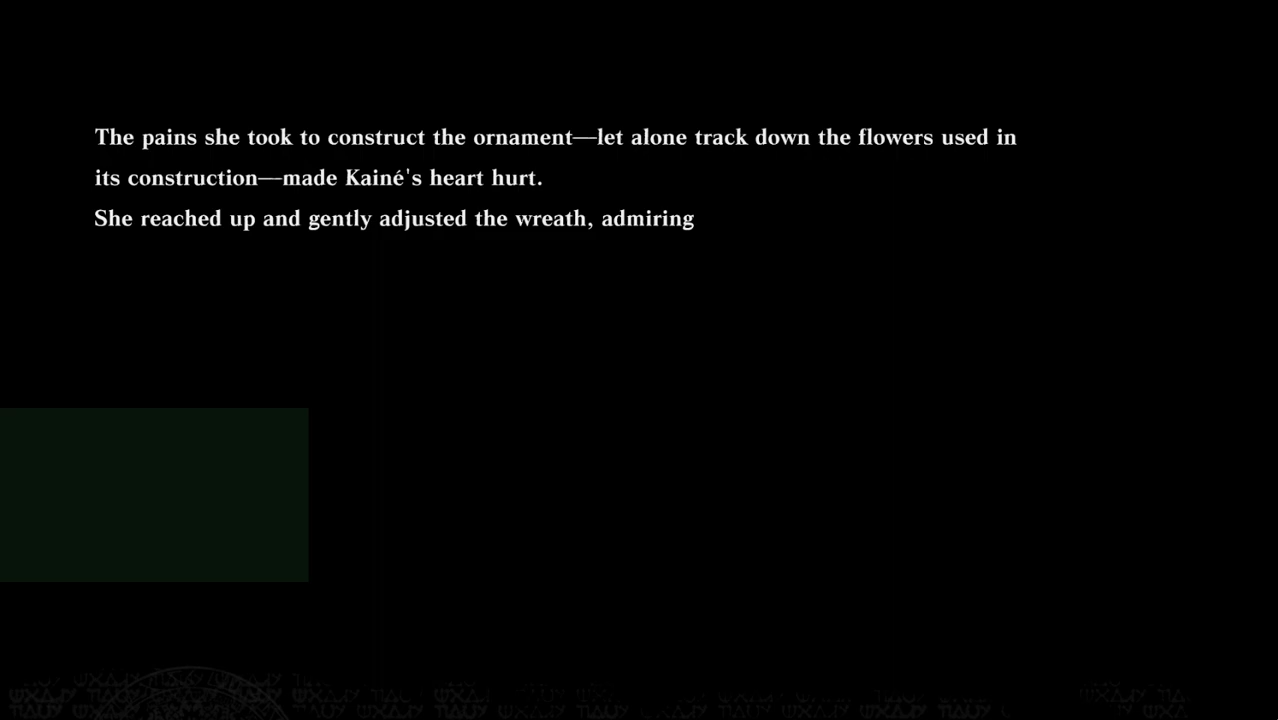 The pains she took to construct the ornament—let alone track down the flowers used in
its construction—made Kainé's heart hurt.
She reached up and gently adjusted the wreath, admiring